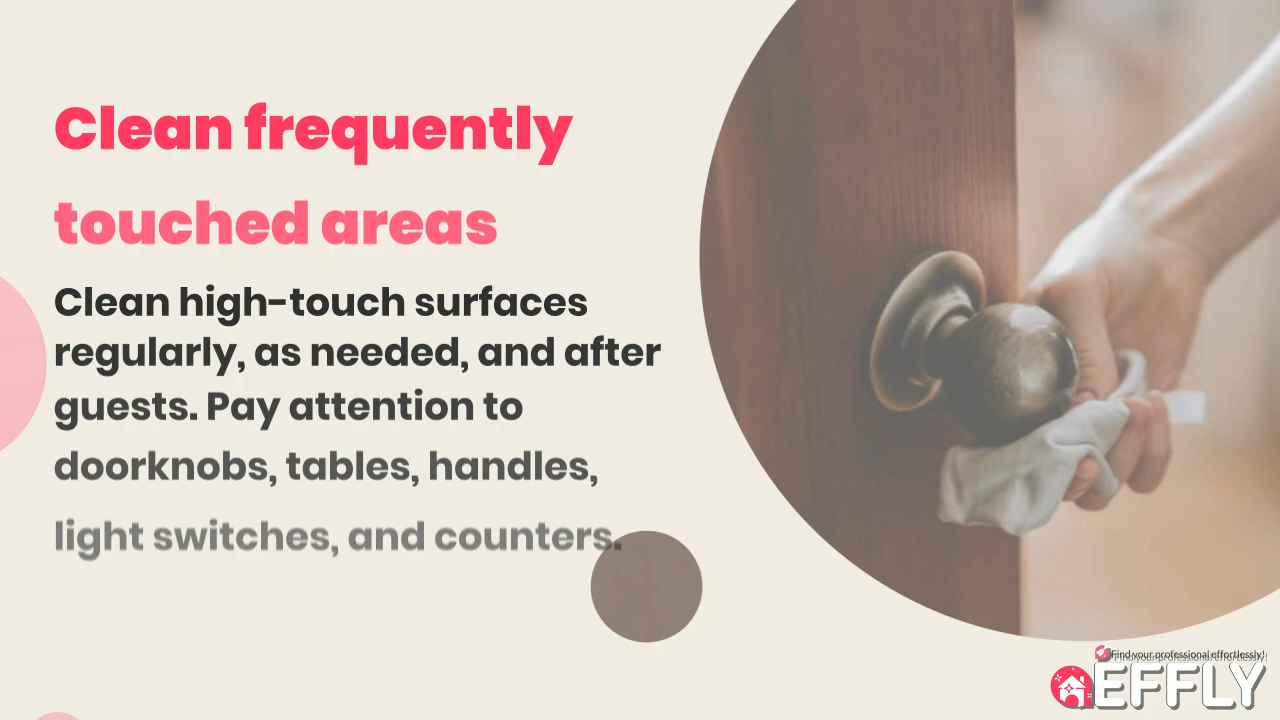 Clean frequently
touched areas
Clean high-touch surfaces
regularly, as needed, and after
guests. Pay attention to
doorknobs, tables, handles,
light switches, and counters.
Find your professional effortlessly!
EFFLY